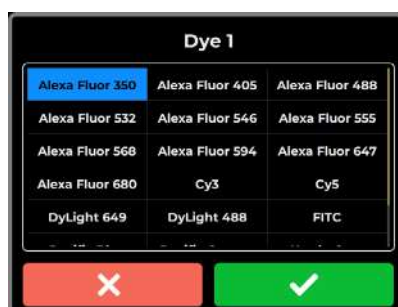 Dye 1
Alexa Fluor 350 Alexa Fluor 405 Alexa Fluor 488
Alexa Fluor 532 Alexa Fluor 546 Alexa Fluor 555
Alexa Fluor 568 Alexa Fluor 594 Alexa Fluor 647
Alexa Fluor 680 Cy3 Cy5
DyLight 649 DyLight 488 FITC